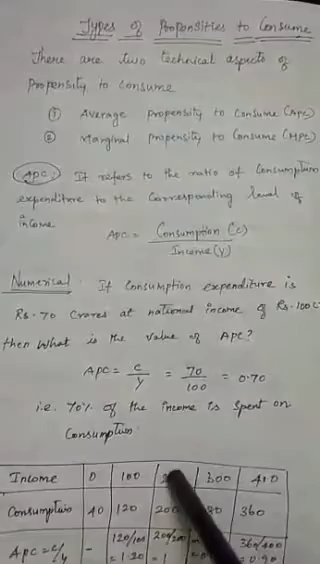 Types of Propensities to Consume
There are two technical aspects of
Propensity to consume
① Average propensity to Consume (APC)
② Marginal propensity to Consume (MPC)
APC: It refers to the ratio of Consumption
expenditure to the Corresponding level of
income
APC = Consumption (C)
Income (Y)
Numerical. If Consumption expenditure is
Rs. 70 Crores at national income of Rs. 100 C
then What is the value of APC?
APC = C/Y = 70/100 = 0.70
i.e. 70% of the income is spent on
Consumption.
Income 0 100 300 400
Consumption 40 120 200 360
APC = C/Y - 120/100 200/200 360/400
= 1.20 = 1 = 0.90